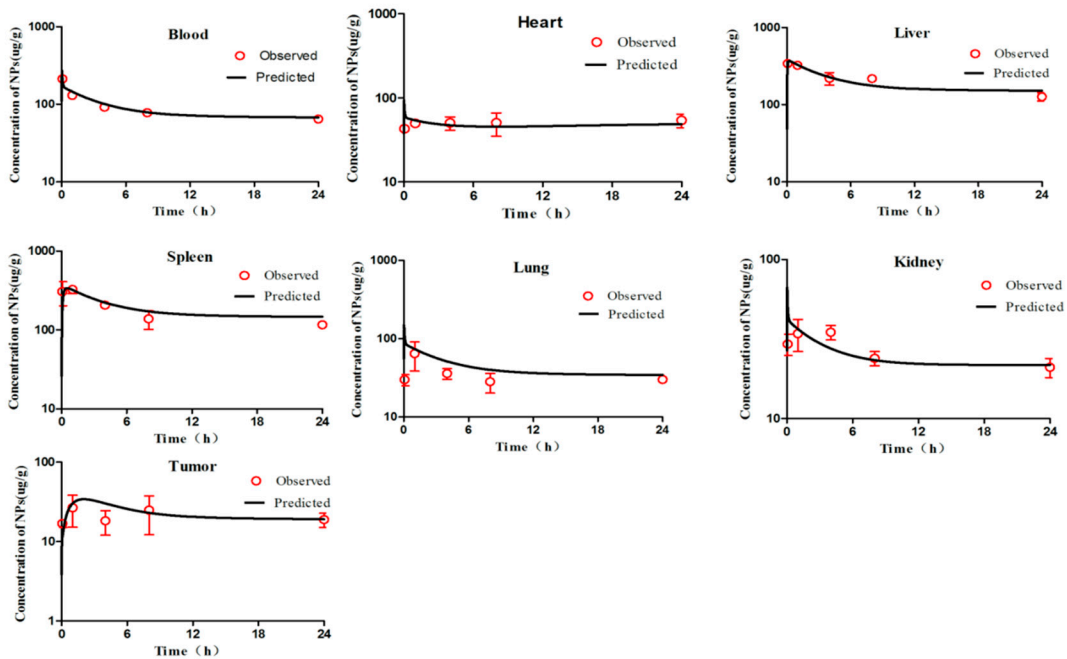 Blood
Concentration of NPs(ug/g)
1000
100
10
Observed
Predicted
0 6 12 18 24
Time (h)
Heart
Concentration of NPs(ug/g)
1000
100
10
Observed
Predicted
0 6 12 18 24
Time (h)
Liver
Concentration of NPs(ug/g)
1000
100
10
Observed
Predicted
0 6 12 18 24
Time (h)
Spleen
Concentration of NPs(ug/g)
1000
100
10
Observed
Predicted
0 6 12 18 24
Time (h)
Lung
Concentration of NPs(ug/g)
1000
100
10
Observed
Predicted
0 6 12 18 24
Time (h)
Kidney
Concentration of NPs(ug/g)
100
10
Observed
Predicted
0 6 12 18 24
Time (h)
Tumor
Concentration of NPs(ug/g)
100
10
1
Observed
Predicted
0 6 12 18 24
Time (h)